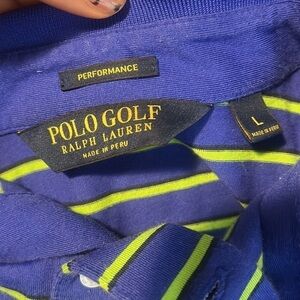 PERFORMANCE
POLO GOLF
RALPH LAUREN
MADE IN PERU
L
MADE IN PERU